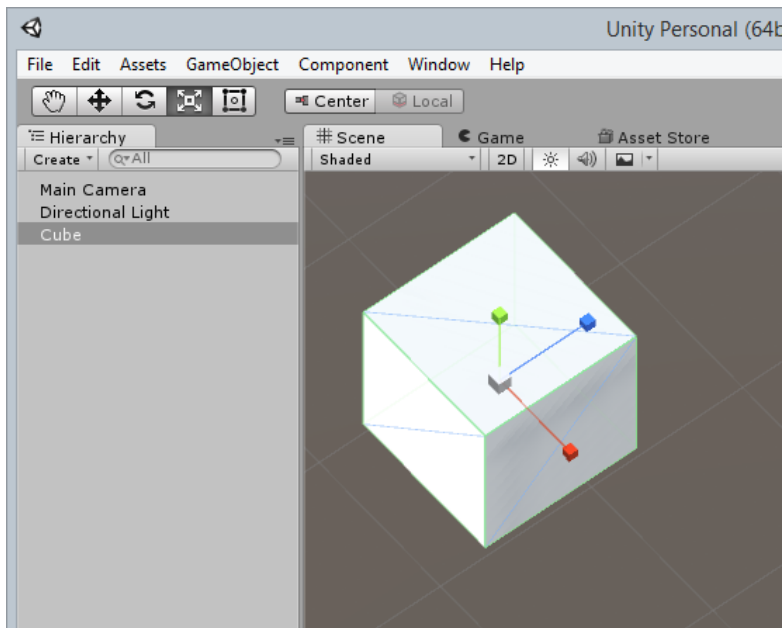 Unity Personal (64b
File Edit Assets GameObject Component Window Help
Center Local
Hierarchy
Scene Game Asset Store
Create All
Shaded 2D
Main Camera
Directional Light
Cube